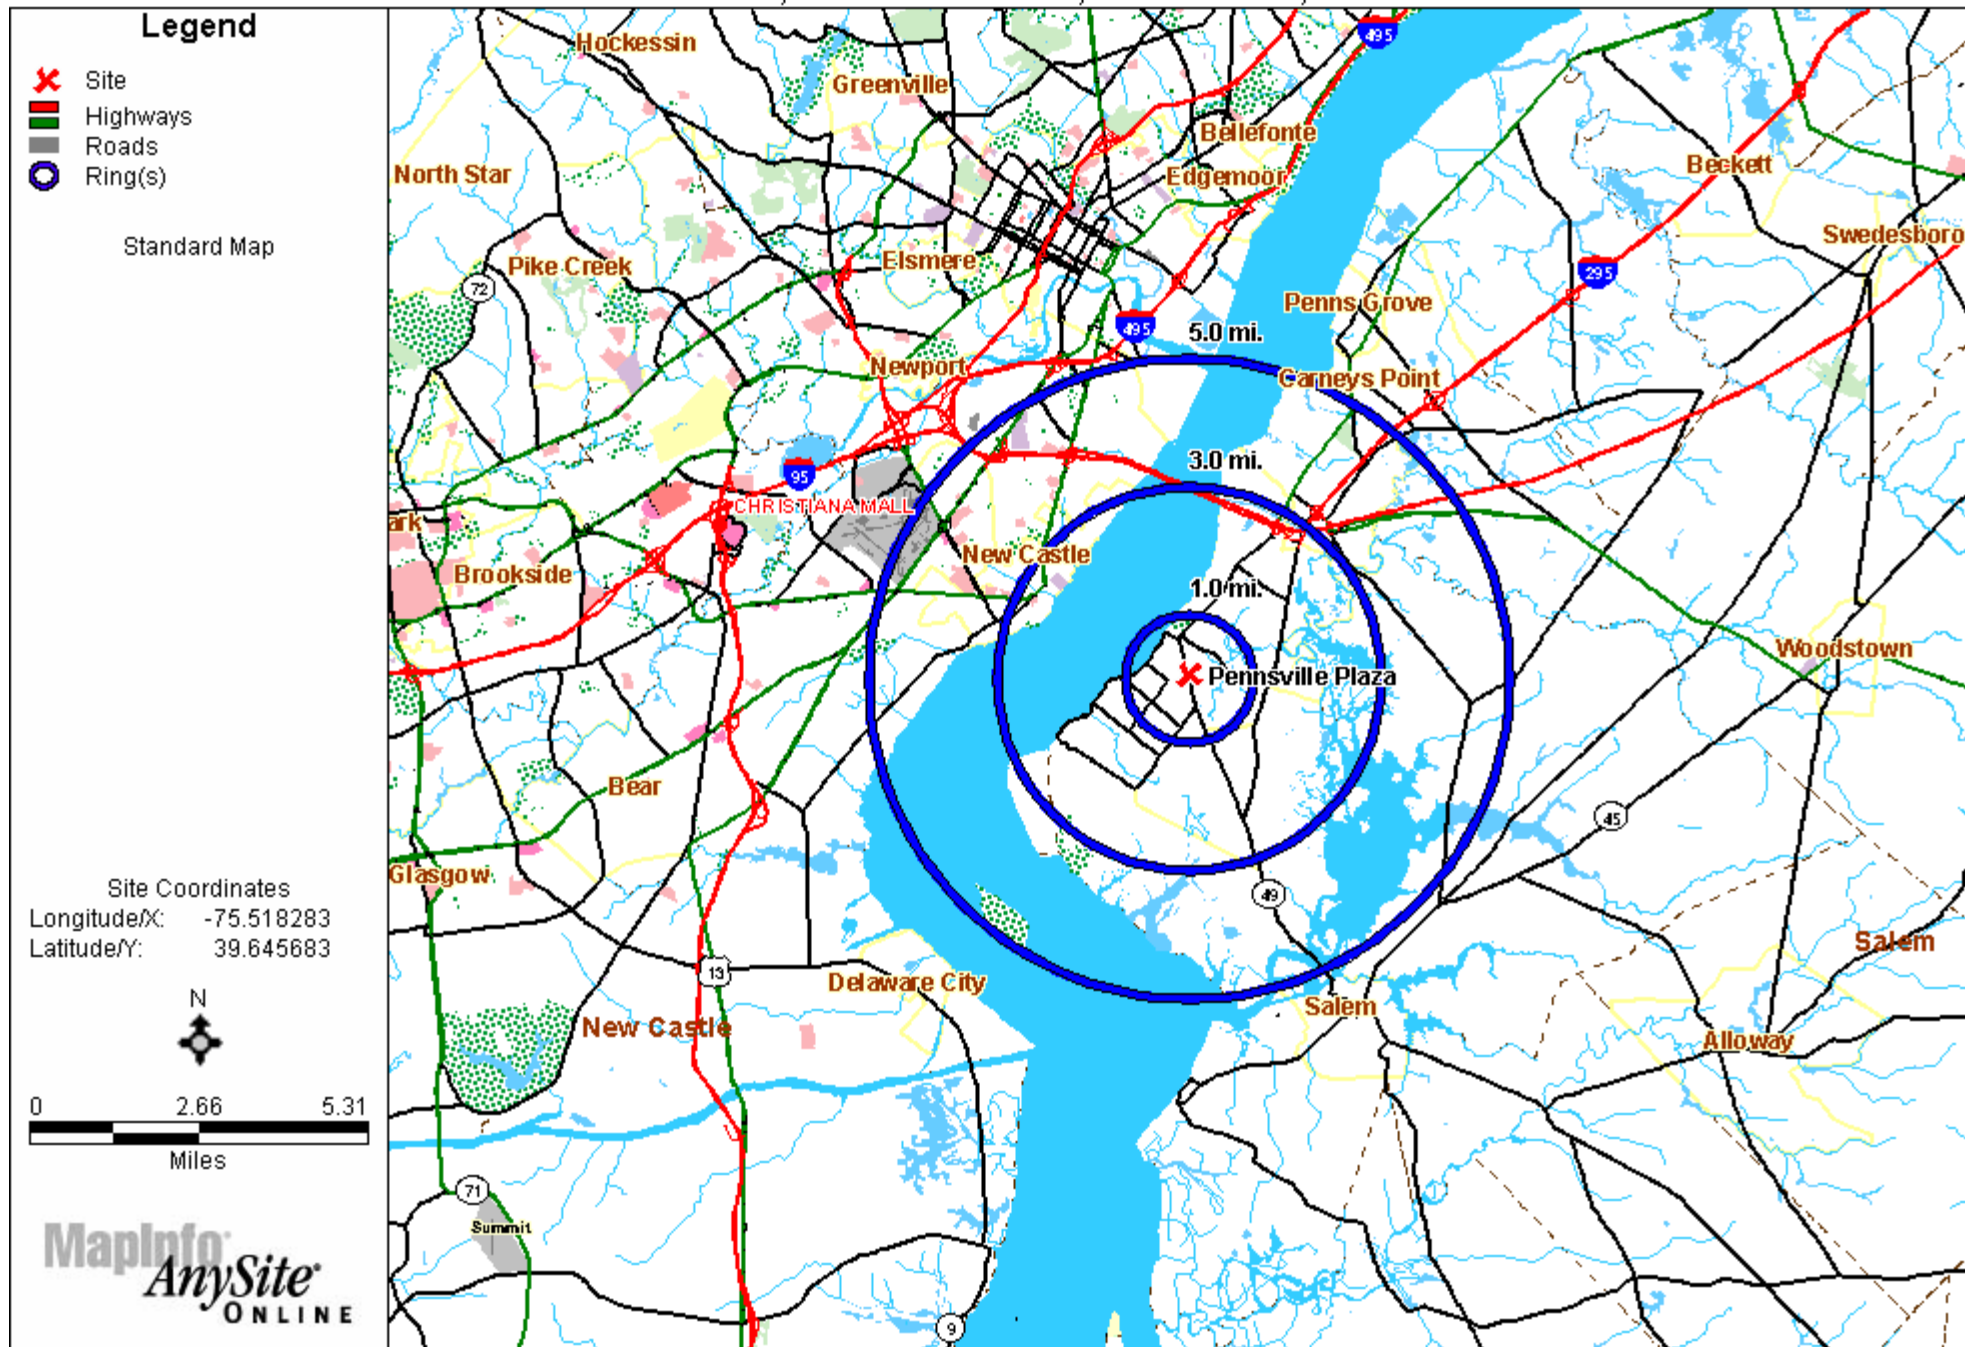 Legend
Site
Highways
Roads
Ring(s)
Standard Map
Site Coordinates
Longitude/X: -75.518283
Latitude/Y: 39.645683
N
0 2.66 5.31
Miles
MapInfo
AnySite
ONLINE
Hockessin
495
Greenville
Bellefonte
Beckett
North Star
Edgemoor
Swedesboro
Elsmere
Pike Creek
72
295
Penns Grove
495
5.0 mi.
Newport
Carneys Point
3.0 mi.
95
CHRISTIANA MALL
ark
New Castle
Brookside
1.0 mi.
Woodstown
Pennsville Plaza
Bear
45
Glasgow
49
Salem
13
Delaware City
Salem
New Castle
Alloway
71
Summit
9